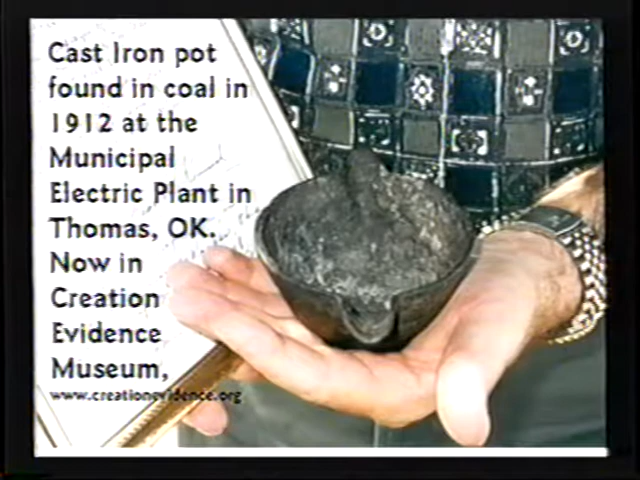 Cast Iron pot
found in coal in
1912 at the
Municipal
Electric Plant in
Thomas, OK.
Now in
Creation
Evidence
Museum,
www.creationevidence.org